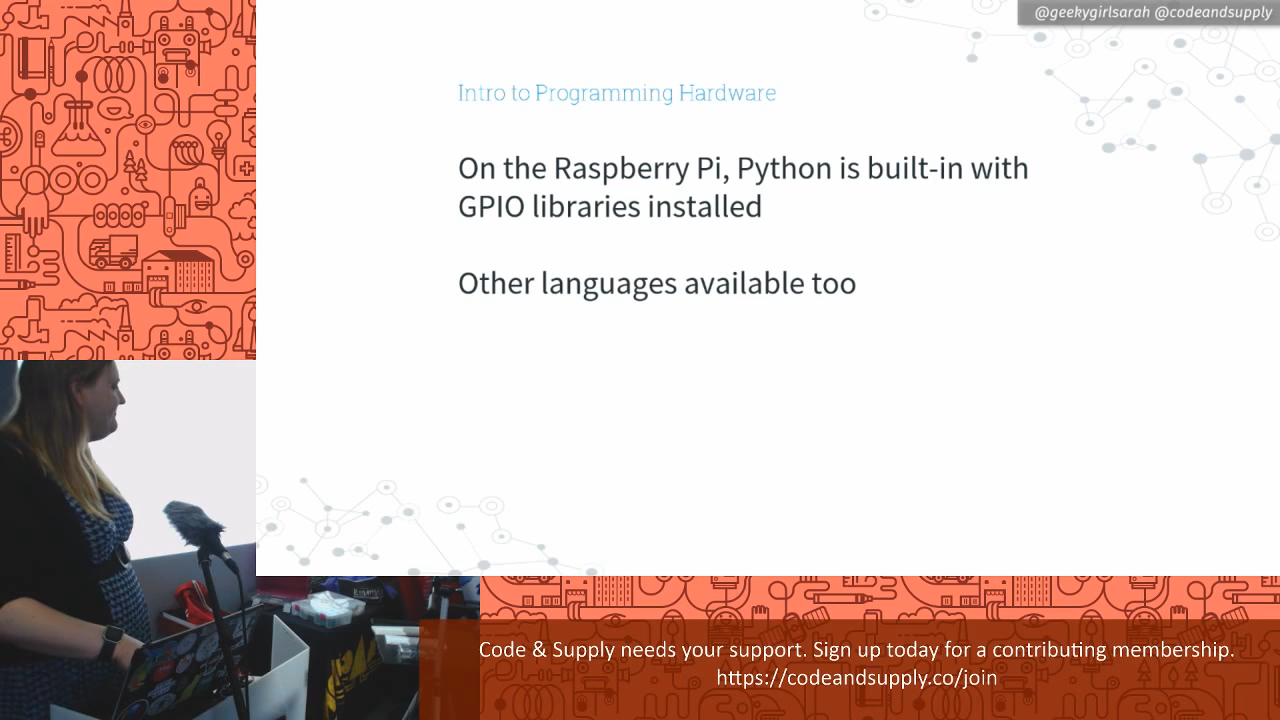 @geekygirlsarah @codeandsupply
Intro to Programming Hardware
On the Raspberry Pi, Python is built-in with
GPIO libraries installed
Other languages available too
Code & Supply needs your support. Sign up today for a contributing membership.
https://codeandsupply.co/join